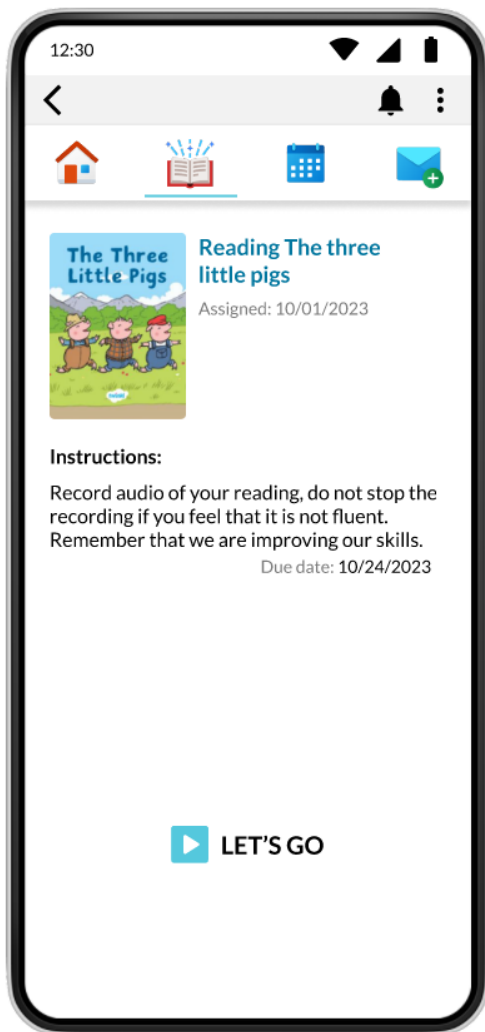 12:30
The Three
Little Pigs
Reading The three
little pigs
Assigned: 10/01/2023
Instructions:
Record audio of your reading, do not stop the
recording if you feel that it is not fluent.
Remember that we are improving our skills.
Due date: 10/24/2023
LET'S GO